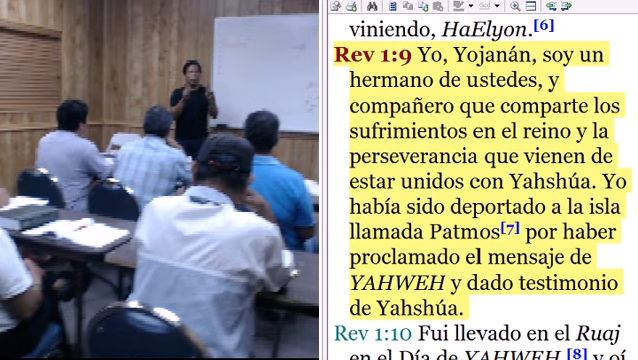 viniendo, HaElyon.[6]
Rev 1:9 Yo, Yojanán, soy un
hermano de ustedes, y
compañero que comparte los
sufrimientos en el reino y la
perseverancia que vienen de
estar unidos con Yahshúa. Yo
había sido deportado a la isla
llamada Patmos[7] por haber
proclamado el mensaje de
YAHWEH y dado testimonio
de Yahshúa.
Rev 1:10 Fui llevado en el Ruaj
en el Día de YAHWEH,[8] y oí